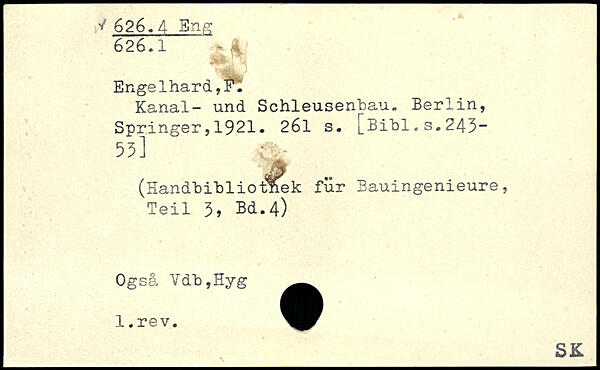 626.4 Eng
626.1
Engelhard,F.
Kanal- und Schleusenbau. Berlin,
Springer,1921. 261 s. [Bibl.s.243-
53]
(Handbibliothek für Bauingenieure,
Teil 3, Bd.4)
Også Vdb,Hyg
1.rev.
SK